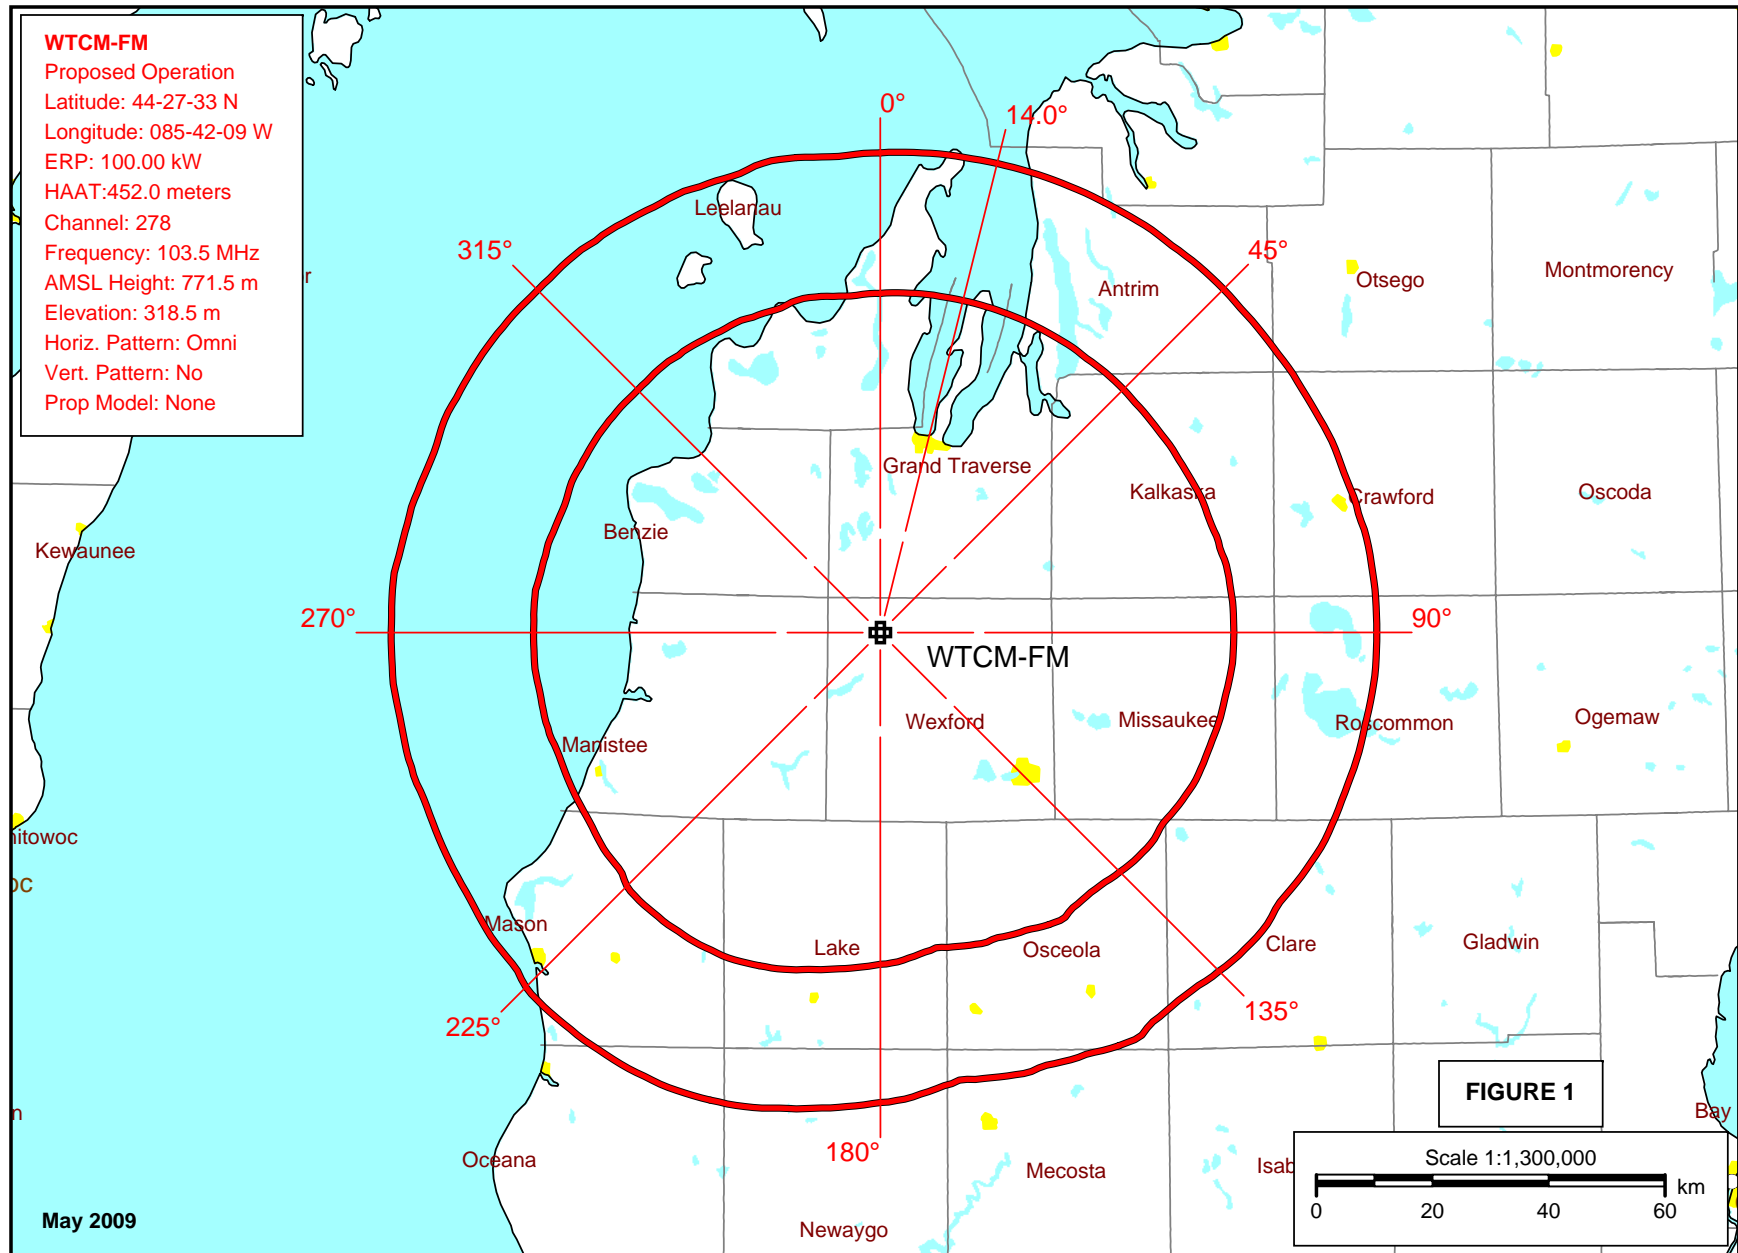 WTCM-FM
Proposed Operation
Latitude: 44-27-33 N
Longitude: 085-42-09 W
ERP: 100.00 kW
HAAT:452.0 meters
Channel: 278
Frequency: 103.5 MHz
AMSL Height: 771.5 m
Elevation: 318.5 m
Horiz. Pattern: Omni
Vert. Pattern: No
Prop Model: None
r
0°
14.0°
Leelanau
315°
45°
Antrim
Otsego
Montmorency
Grand Traverse
Kalkaska
Crawford
Oscoda
Benzie
Kewaunee
270°
90°
WTCM-FM
Wexford
Missaukee
Roscommon
Ogemaw
Manistee
nitowoc
OC
Mason
Lake
Osceola
Clare
Gladwin
225°
135°
180°
n
Oceana
Mecosta
Isab
Bay
Newaygo
FIGURE 1
Scale 1:1,300,000
km
0 20 40 60
May 2009